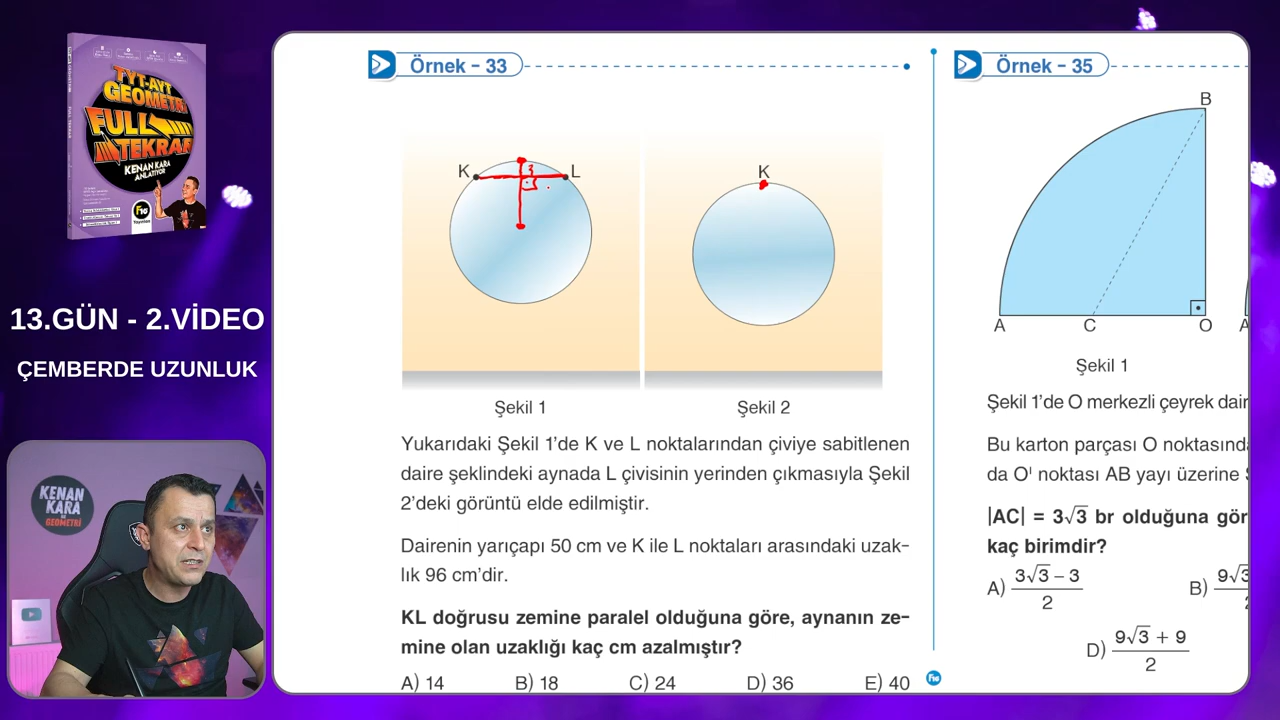 TYT-AYT
GEOMETRİ
FULL
TEKRAR
KENAN KARA
ANLATIYOR
F10
13.GÜN - 2.VİDEO
ÇEMBERDE UZUNLUK
KENAN
KARA
GEOMETRİ
Örnek – 33
K
L
3
K
Şekil 1
Şekil 2
Yukarıdaki Şekil 1'de K ve L noktalarından çiviye sabitlenen
daire şeklindeki aynada L çivisinin yerinden çıkmasıyla Şekil
2'deki görüntü elde edilmiştir.
Dairenin yarıçapı 50 cm ve K ile L noktaları arasındaki uzak–
lık 96 cm'dir.
KL doğrusu zemine paralel olduğuna göre, aynanın ze–
mine olan uzaklığı kaç cm azalmıştır?
A) 14 B) 18 C) 24 D) 36 E) 40
F10
Örnek – 35
B
A
C
O
A
Şekil 1
Şekil 1'de O merkezli çeyrek dair
Bu karton parçası O noktasınd
da O' noktası AB yayı üzerine
|AC| = 3√3 br olduğuna gör
kaç birimdir?
A) (3√3 – 3)/2 B) 9√3
D) (9√3 + 9)/2